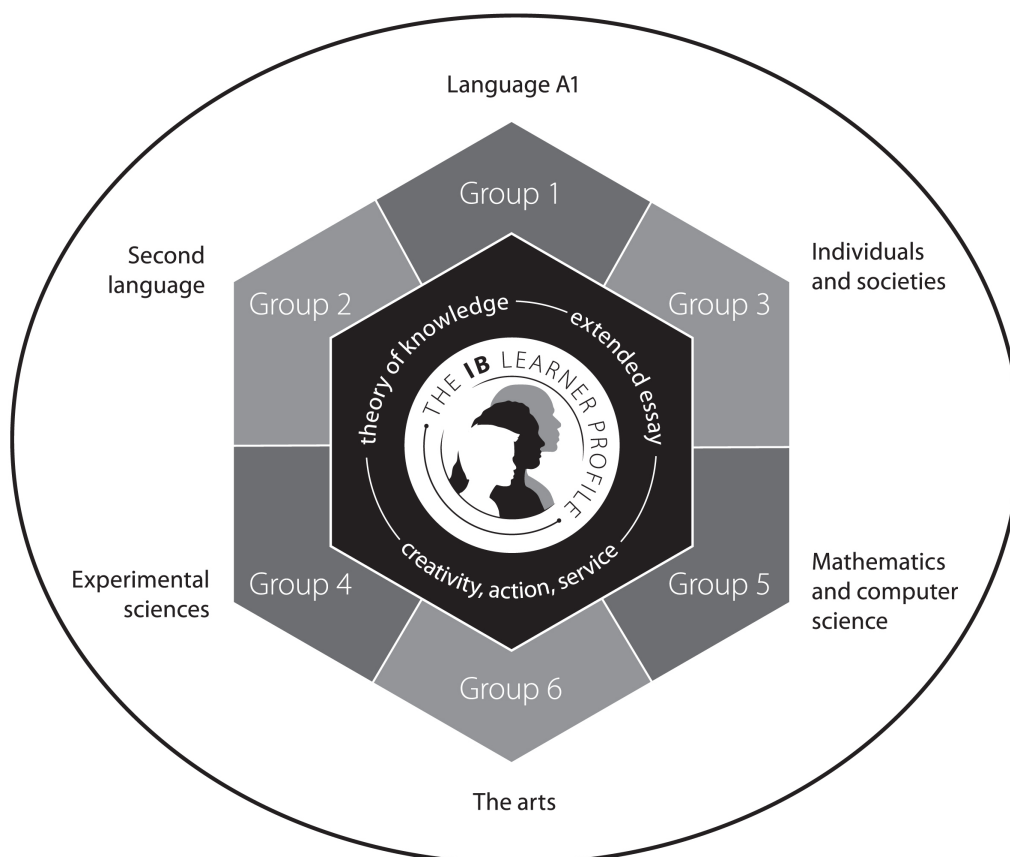 Language A1
Group 1
Second
language
Group 2
Individuals
and societies
Group 3
theory of knowledge
extended essay
THE IB LEARNER PROFILE
creativity, action, service
Experimental
sciences
Group 4
Mathematics
and computer
science
Group 5
Group 6
The arts